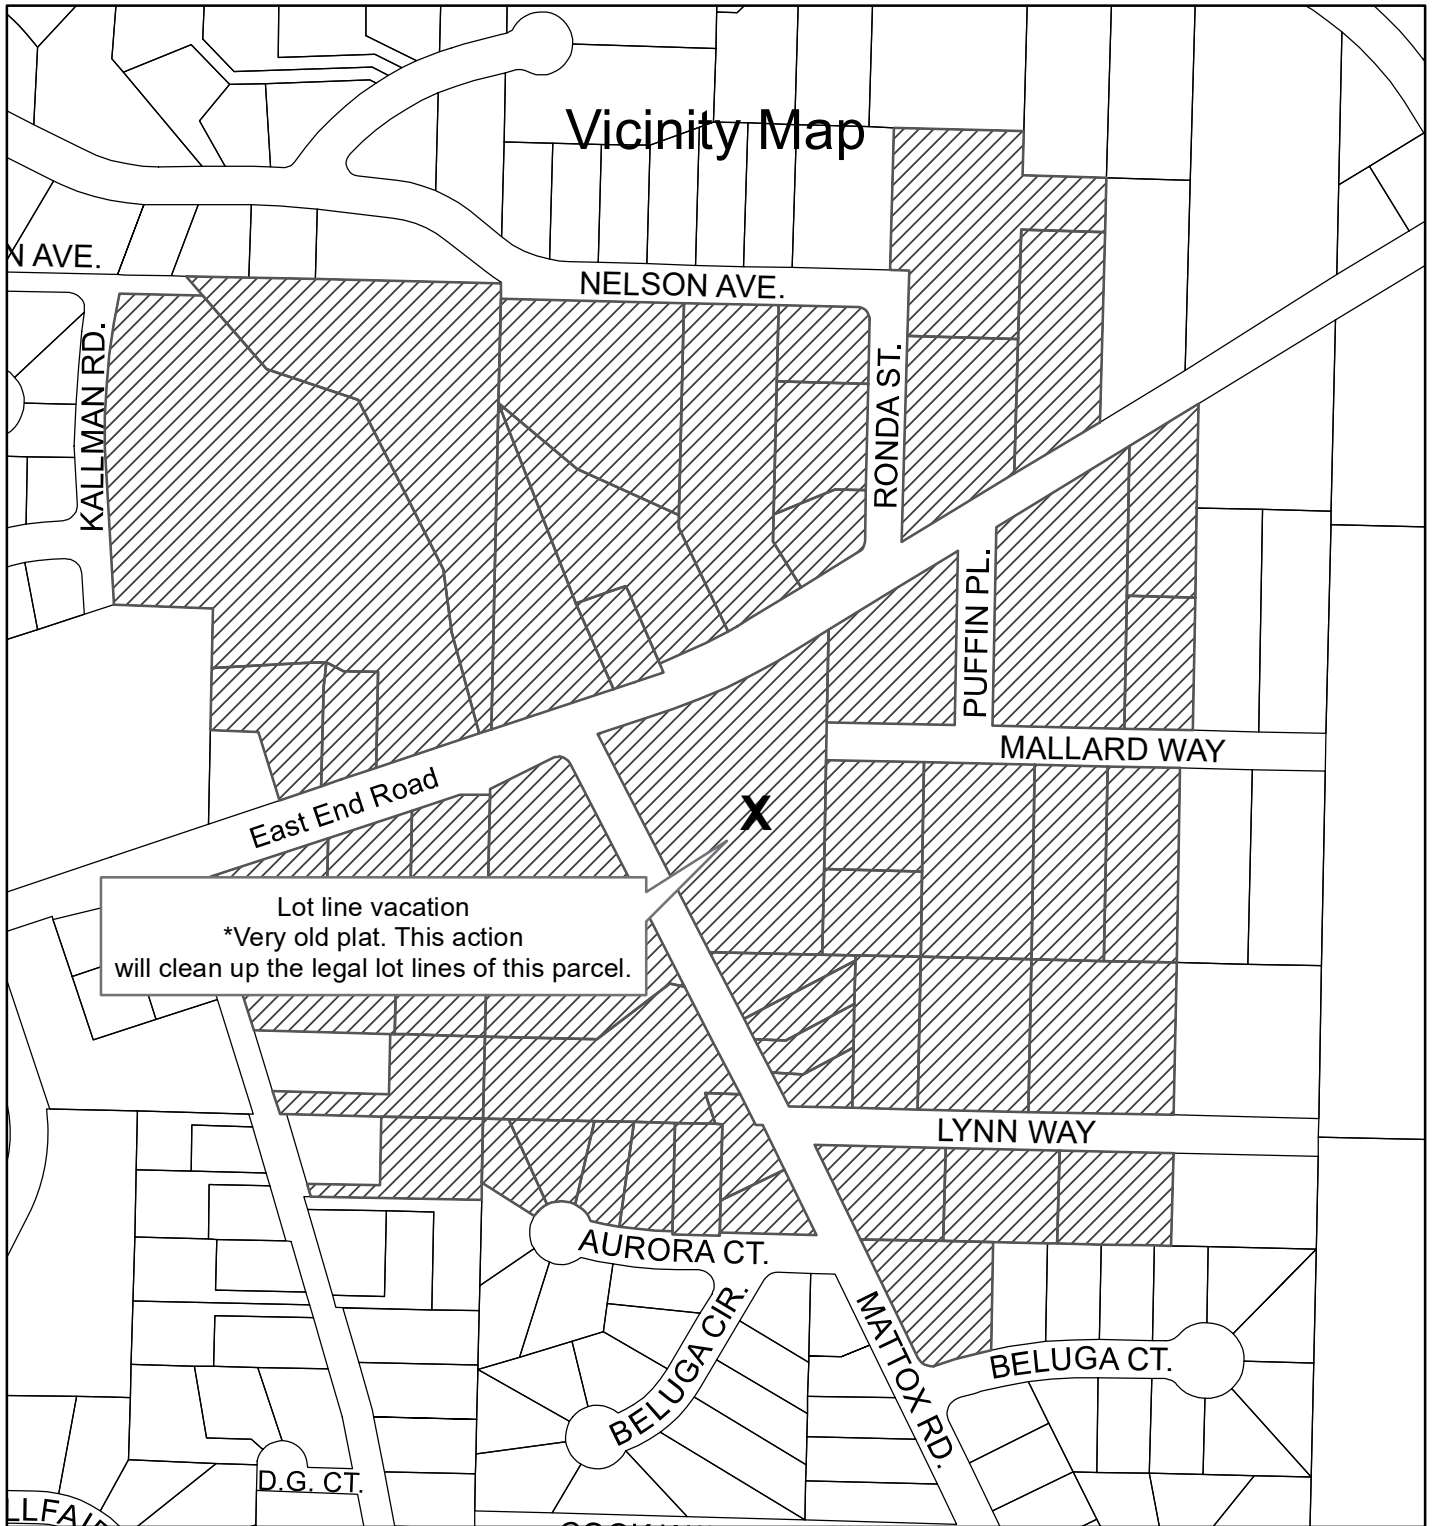 Vicinity Map
N AVE.
NELSON AVE.
KALLMAN RD.
RONDA ST.
PUFFIN PL.
MALLARD WAY
East End Road
X
Lot line vacation
*Very old plat. This action
will clean up the legal lot lines of this parcel.
LYNN WAY
AURORA CT.
BELUGA CIR.
MATTOX RD.
BELUGA CT.
D.G. CT.
LLFAIR